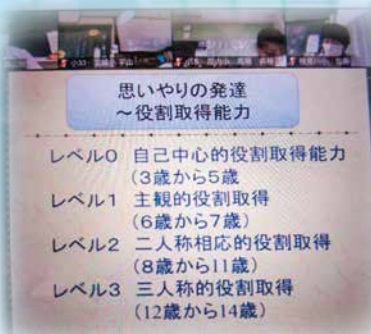 思いやりの発達
～役割取得能力
レベル0 自己中心的役割取得能力
（3歳から5歳
レベル1 主観的役割取得
（6歳から7歳）
レベル2 二人称相応的役割取得
（8歳から11歳）
レベル3 三人称的役割取得
（12歳から14歳）